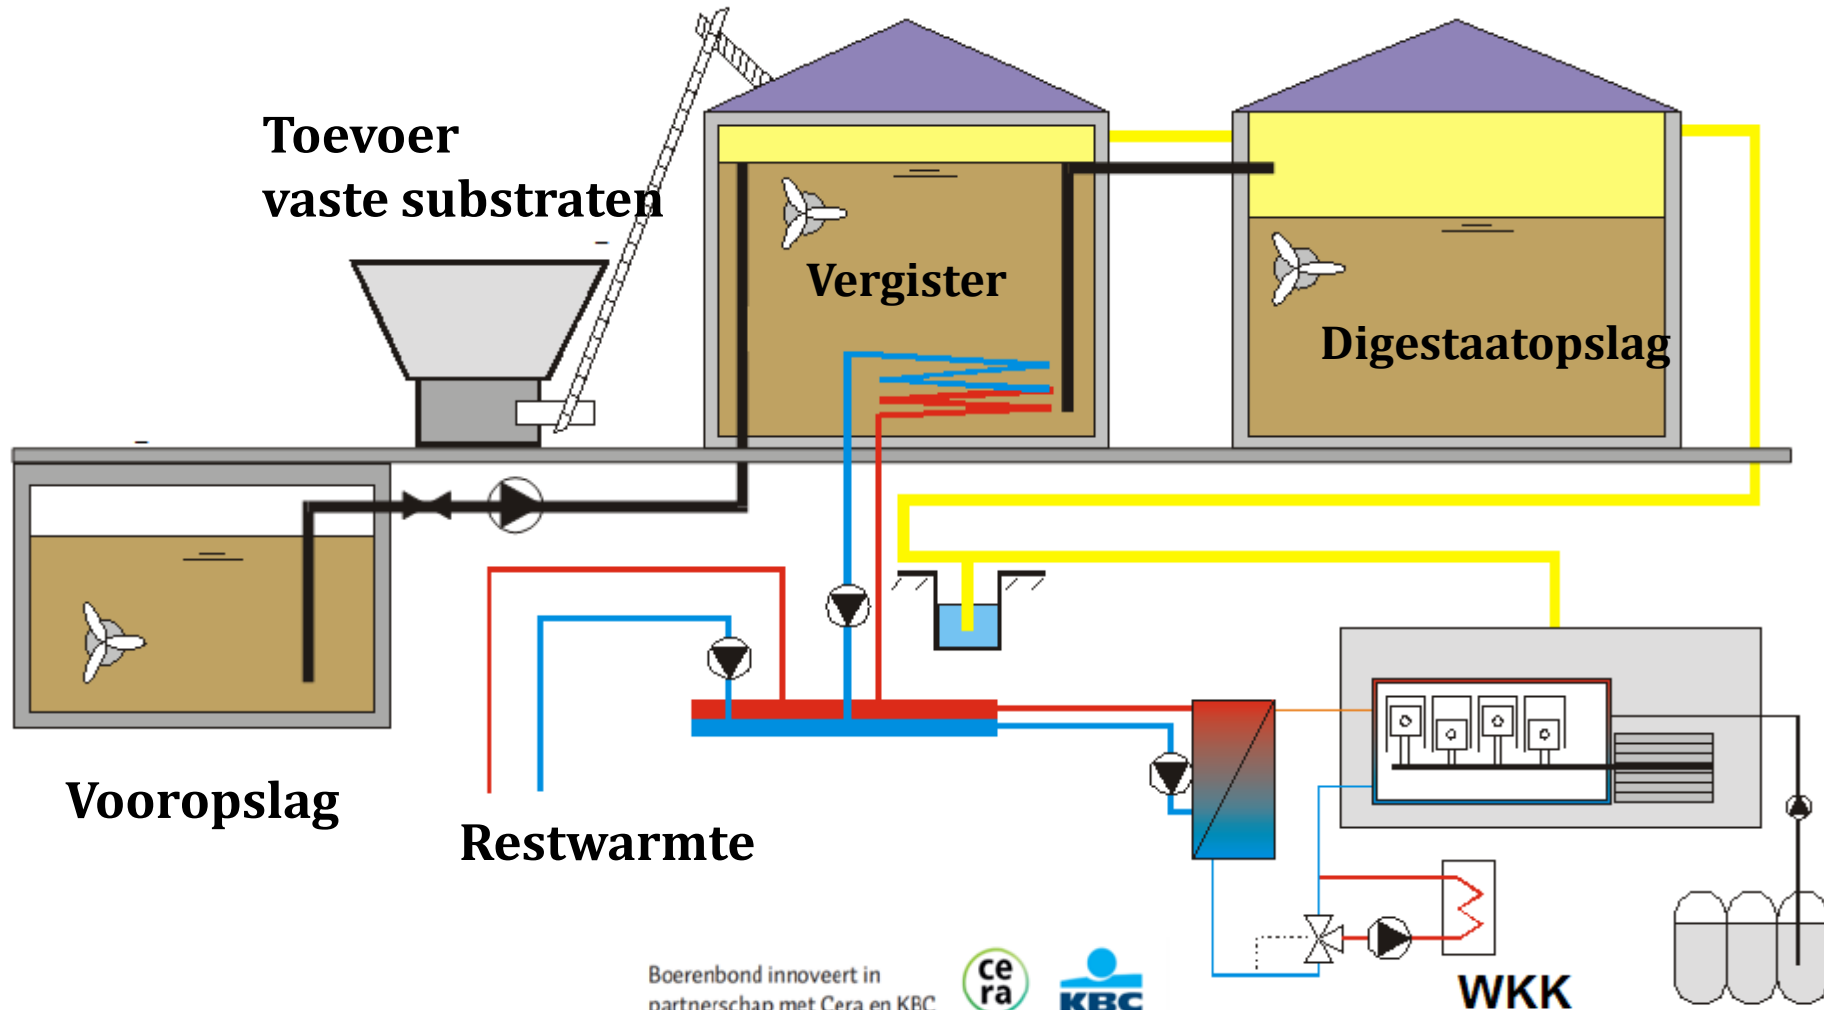 Toevoer
vaste substraten
Vergister
Digestaatopslag
Vooropslag
Restwarmte
WKK
Boerenbond innoveert in
partnerschap met Cera en KBC
ce
ra
KBC